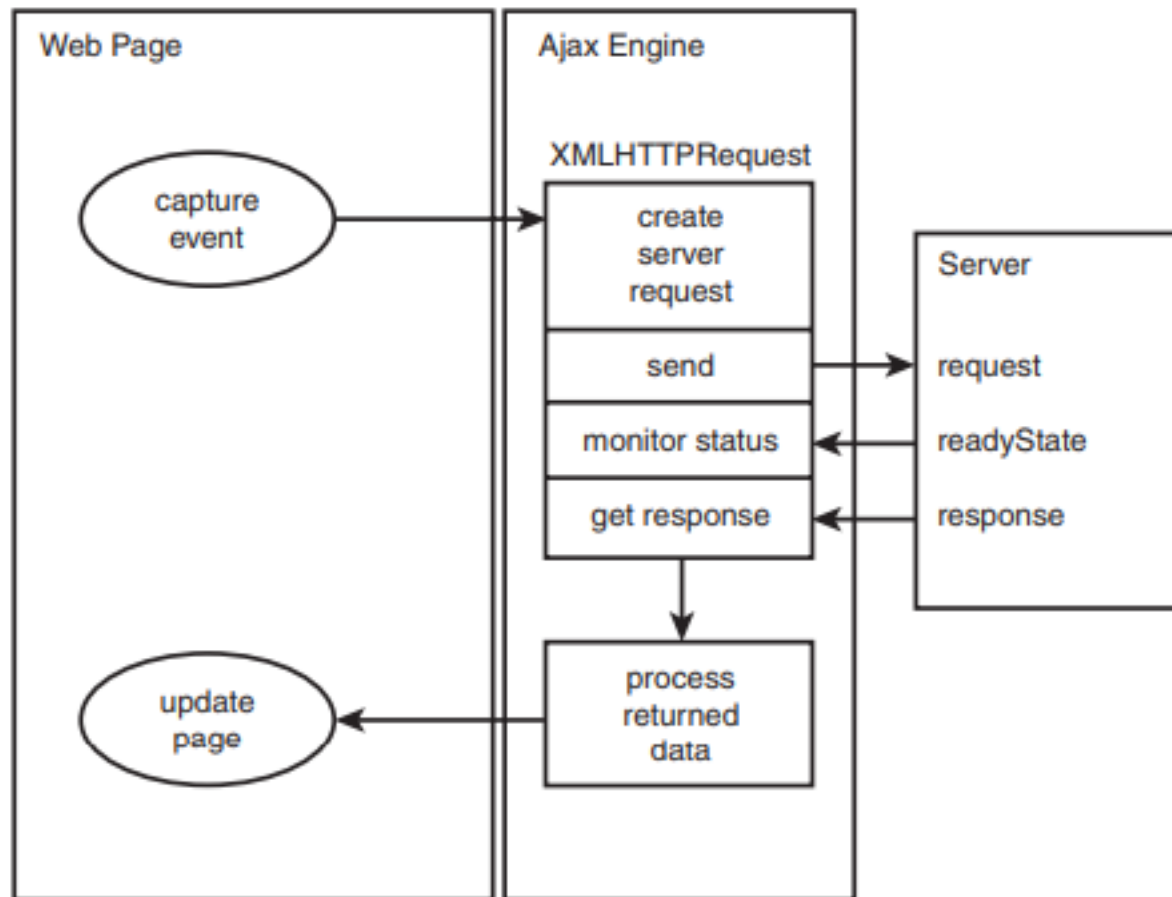 Web Page
Ajax Engine
XMLHTTPRequest
capture
event
create
server
request
Server
send
request
monitor status
readyState
get response
response
update
page
process
returned
data